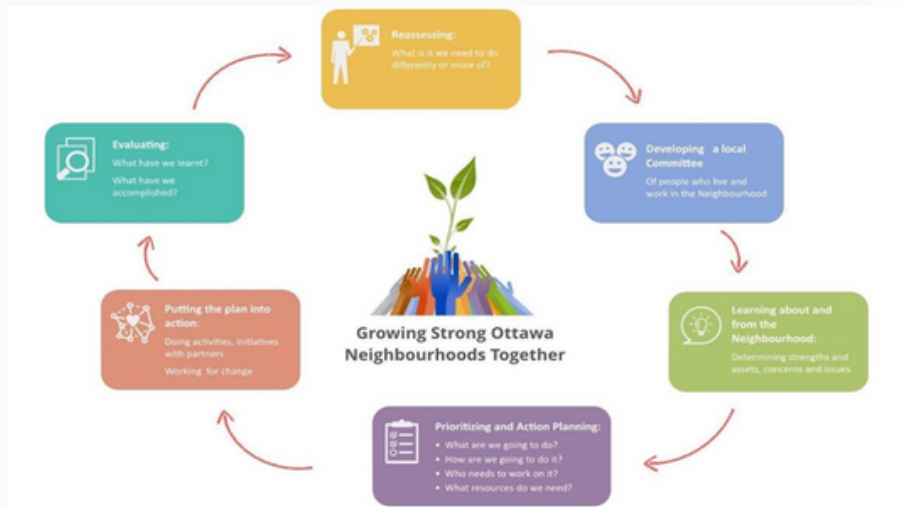 Reassessing:
What is it we need to do
differently or more of?
Developing a local
Committee
Of people who live and
work in the Neighbourhood
Learning about and
from the
Neighbourhood:
Determining strengths and
assets, concerns and issues
Prioritizing and Action Planning:
• What are we going to do?
• How are we going to do it?
• Who needs to work on it?
• What resources do we need?
Putting the plan into
action:
Doing activities, initiatives
with partners
Working for change
Evaluating:
What have we learnt?
What have we
accomplished?
Growing Strong Ottawa
Neighbourhoods Together